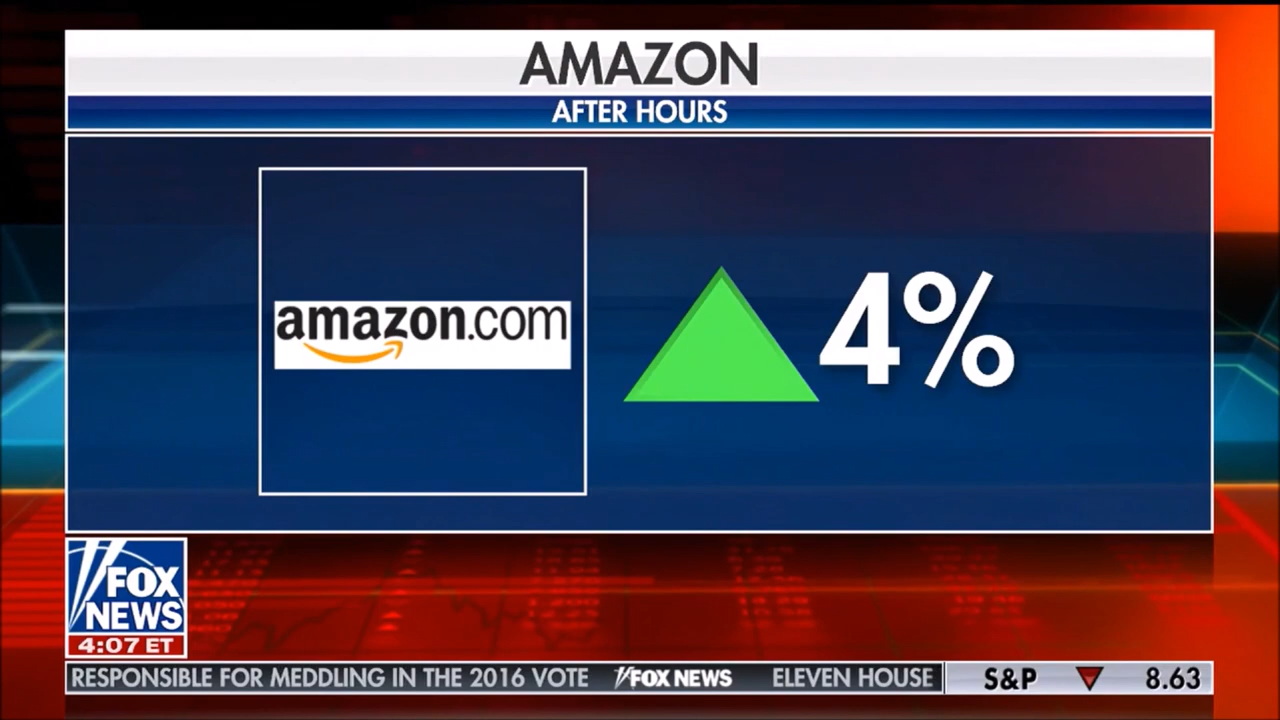 AMAZON
AFTER HOURS
amazon.com
4%
FOX
NEWS
4:07 ET
RESPONSIBLE FOR MEDDLING IN THE 2016 VOTE FOX NEWS ELEVEN HOUSE S&P 8.63